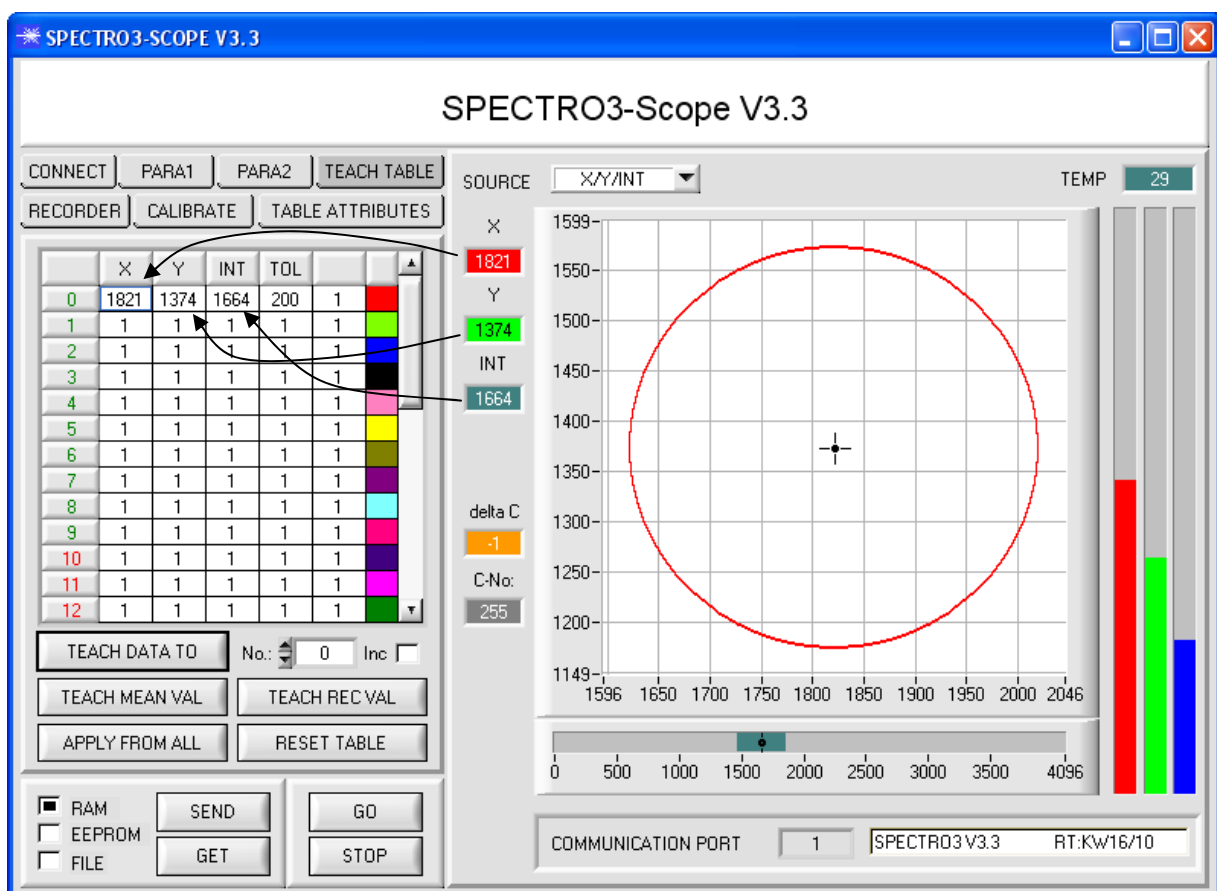 SPECTRO3-SCOPE V3.3
SPECTRO3-Scope V3.3
CONNECT PARA1 PARA2 TEACH TABLE
RECORDER CALIBRATE TABLE ATTRIBUTES
X Y INT TOL
0 1821 1374 1664 200 1
1 1 1 1 1 1
2 1 1 1 1 1
3 1 1 1 1 1
4 1 1 1 1 1
5 1 1 1 1 1
6 1 1 1 1 1
7 1 1 1 1 1
8 1 1 1 1 1
9 1 1 1 1 1
10 1 1 1 1 1
11 1 1 1 1 1
12 1 1 1 1 1
TEACH DATA TO No.: 0 Inc
TEACH MEAN VAL TEACH REC VAL
APPLY FROM ALL RESET TABLE
RAM
EEPROM
FILE
SEND
GET
GO
STOP
SOURCE X/Y/INT
TEMP 29
X
1821
Y
1374
INT
1664
delta C
-1
C-No:
255
1599
1550
1500
1450
1400
1350
1300
1250
1200
1149
1596 1650 1700 1750 1800 1850 1900 1950 2000 2046
0 500 1000 1500 2000 2500 3000 3500 4096
COMMUNICATION PORT 1 SPECTRO3 V3.3 RT:KW16/10